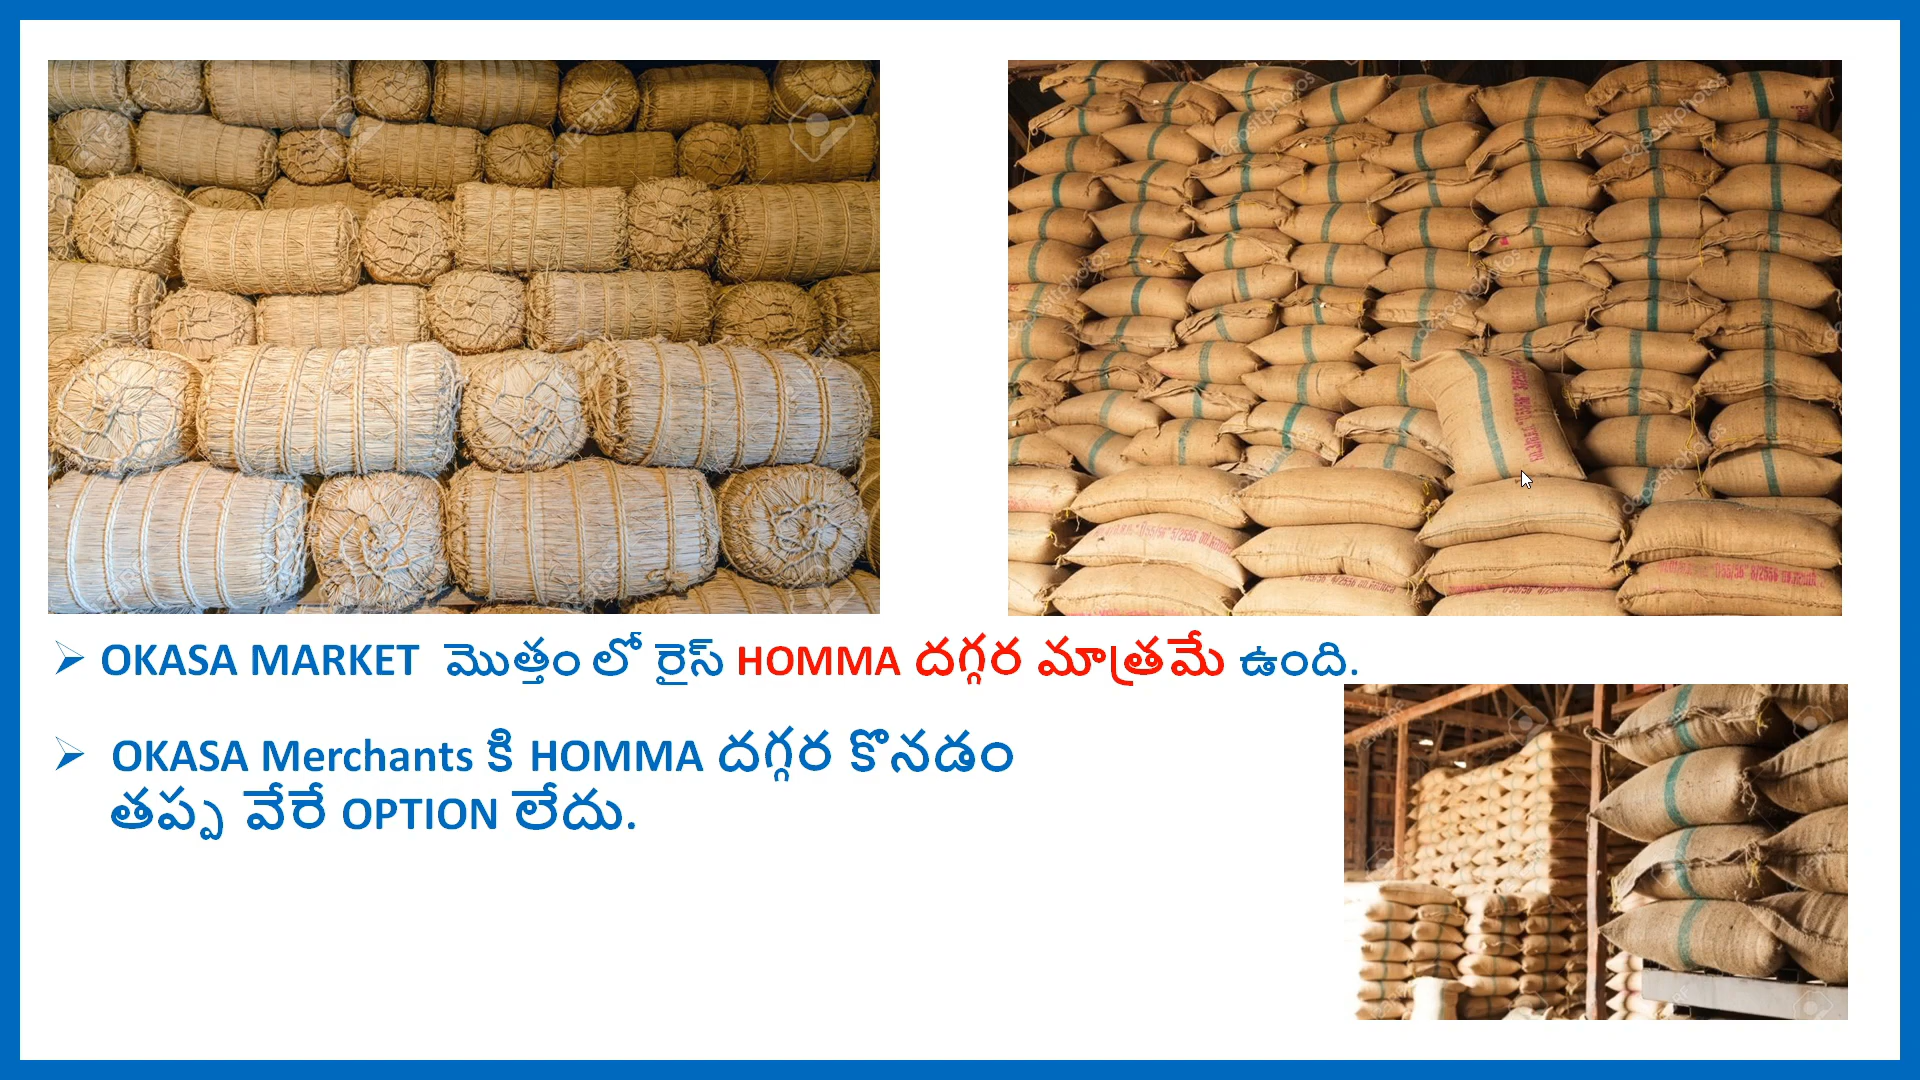 OKASA MARKET మొత్తం లో రైస్ HOMMA దగ్గర మాత్రమే ఉంది.
OKASA Merchants కి HOMMA దగ్గర కొనడం
తప్ప వేరే OPTION లేదు.